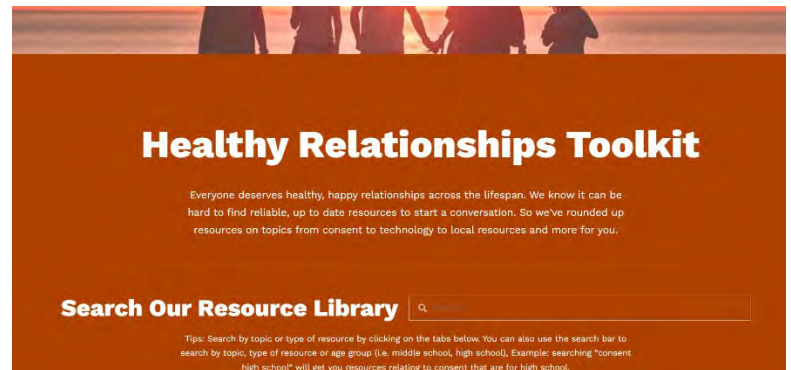 Healthy Relationships Toolkit
Everyone deserves healthy, happy relationships across the lifespan. We know it can be
hard to find reliable, up to date resources to start a conversation. So we've rounded up
resources on topics from consent to technology to local resources and more for you.
Search Our Resource Library
Tips: Search by topic or type of resource by clicking on the tabs below. You can also use the search bar to
search by topic, type of resource or age group (i.e. middle school, high school), Example: searching "consent
high school" will get you resources relating to consent that are for high school.